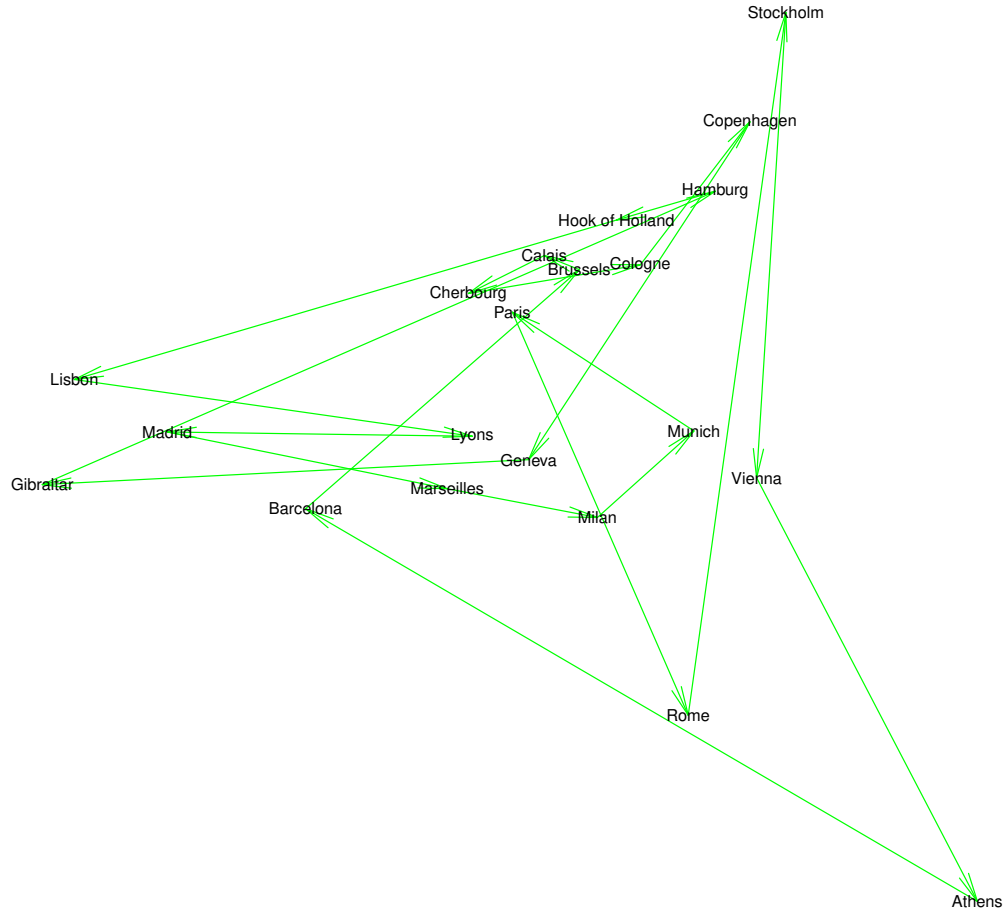 Stockholm
Copenhagen
Hamburg
Hook of Holland
Calais
Cologne
Brussels
Cherbourg
Paris
Lisbon
Madrid
Lyons
Munich
Geneva
Gibrallar
Marseilles
Vienna
Barcelona
Milan
Rome
Athens